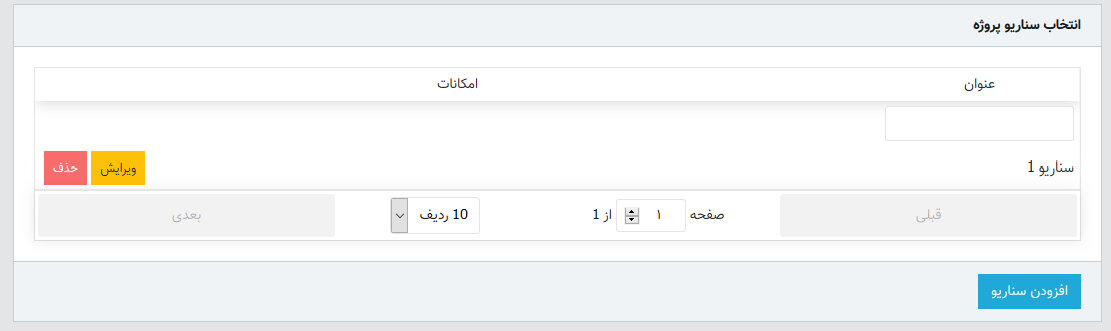 انتخاب سناریو پروژه
عنوان امکانات
سناریو 1 ویرایش حذف
قبلی صفحه ۱ از 1 10 ردیف بعدی
افزودن سناریو